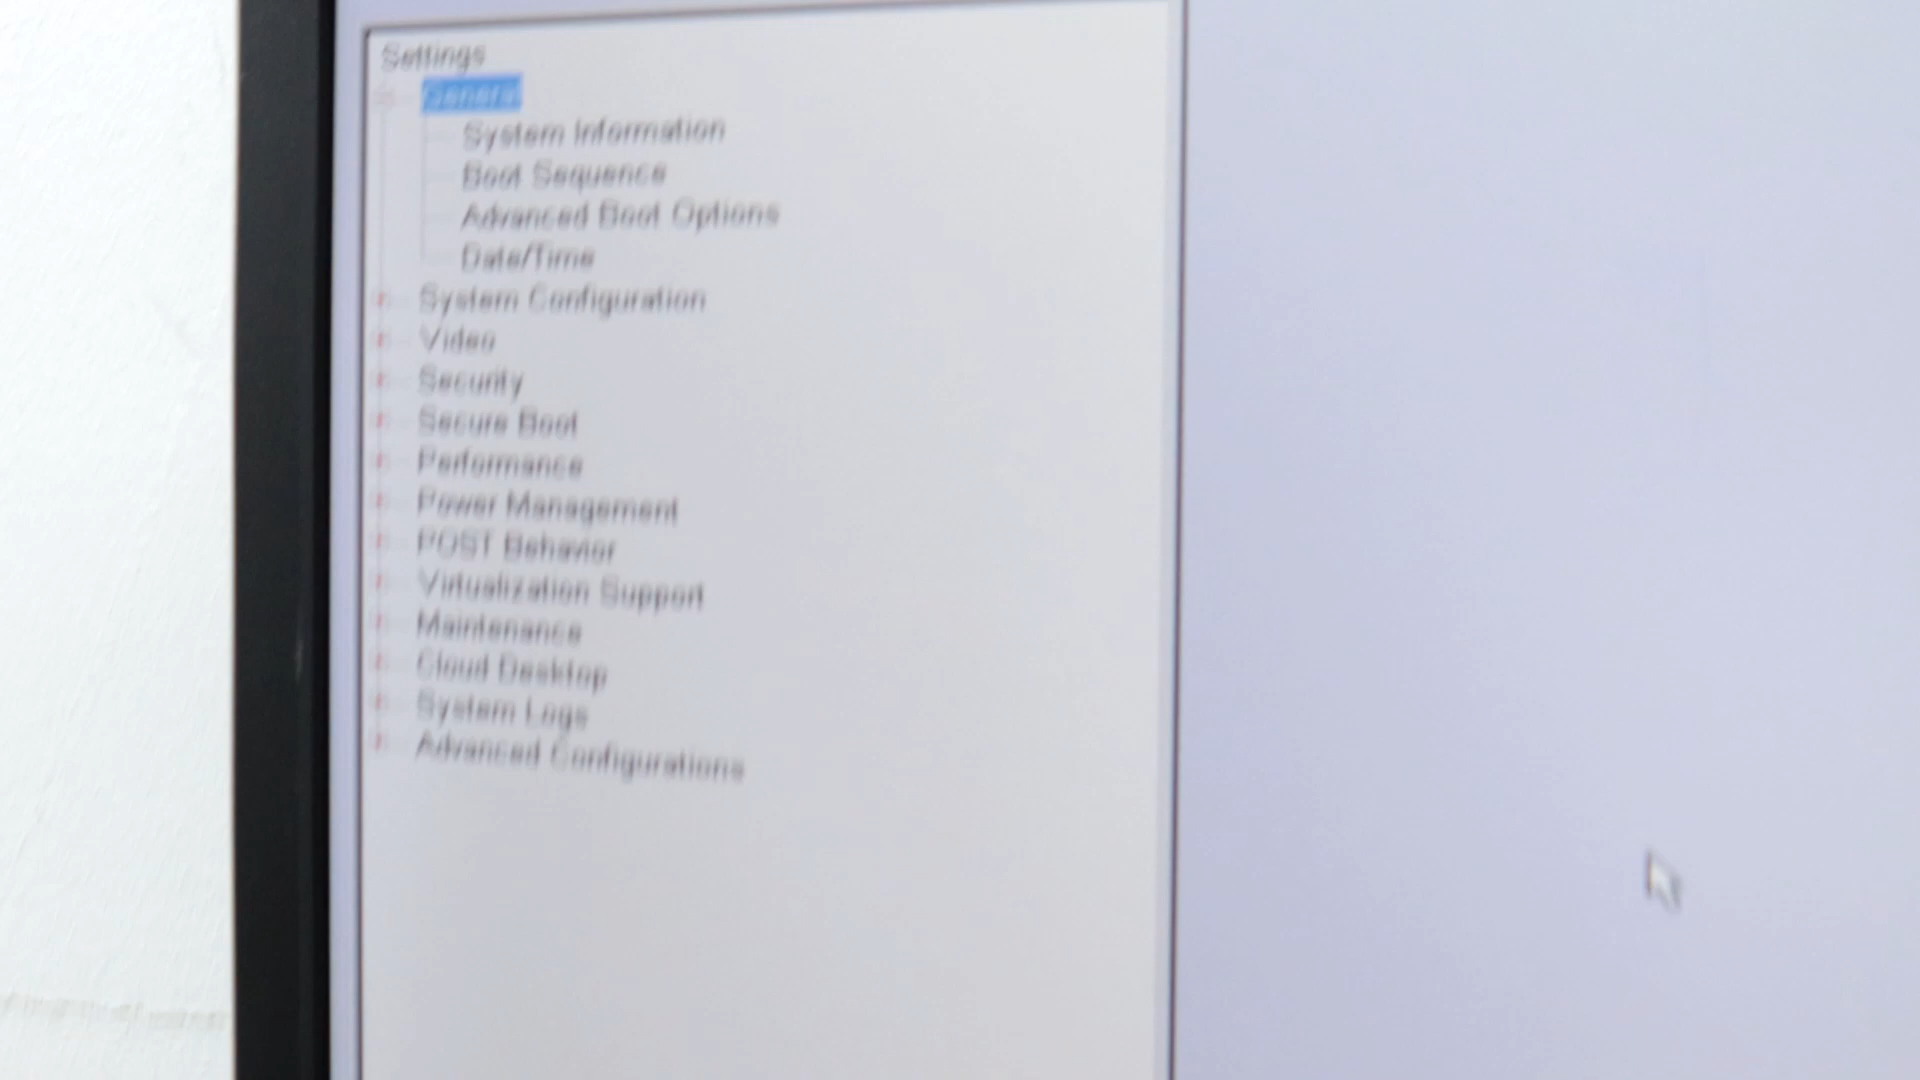 Settings
General
System Information
Boot Sequence
Advanced Boot Options
Date/Time
System Configuration
Video
Security
Secure Boot
Performance
Power Management
POST Behavior
Virtualization Support
Maintenance
Cloud Desktop
System Logs
Advanced Configurations